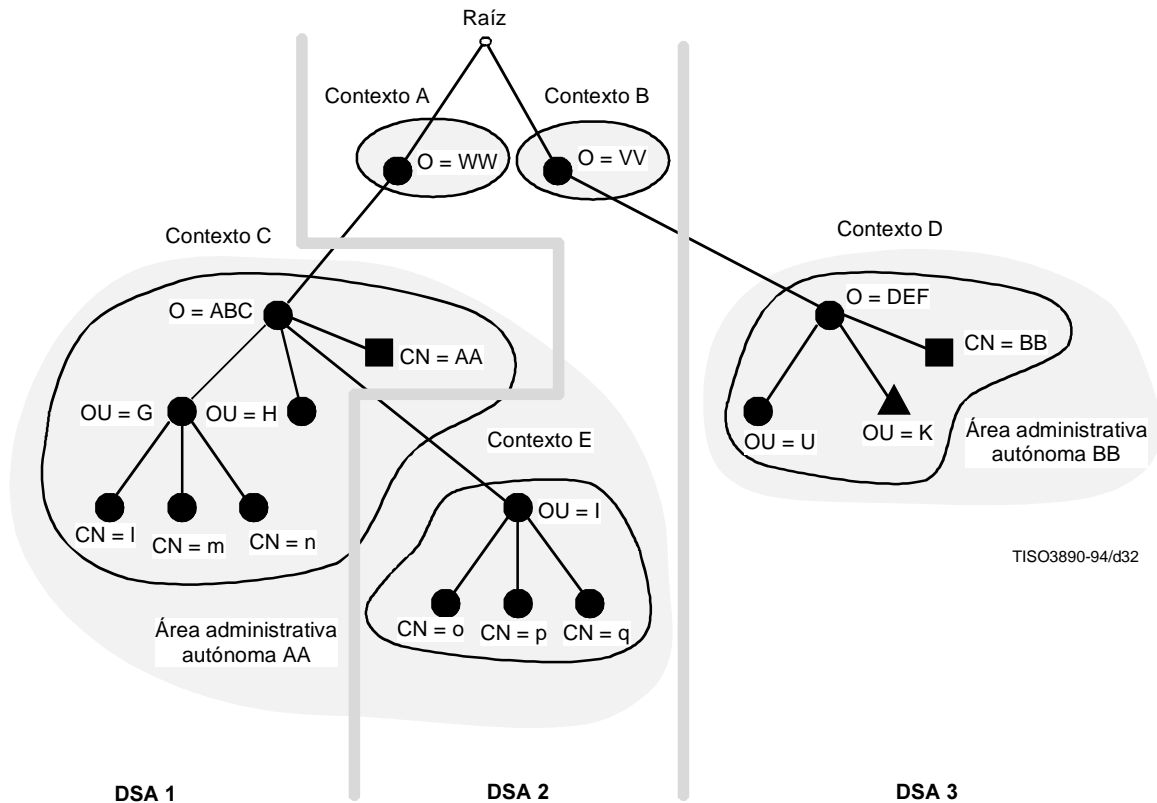 Raíz
Contexto A
Contexto B
O = WW
O = VV
Contexto C
Contexto D
O = ABC
O = DEF
CN = AA
CN = BB
OU = G
OU = H
OU = U
OU = K
Área administrativa
autónoma BB
Contexto E
OU = I
CN = l
CN = m
CN = n
TISO3890-94/d32
CN = o
CN = p
CN = q
Área administrativa
autónoma AA
DSA 1
DSA 2
DSA 3